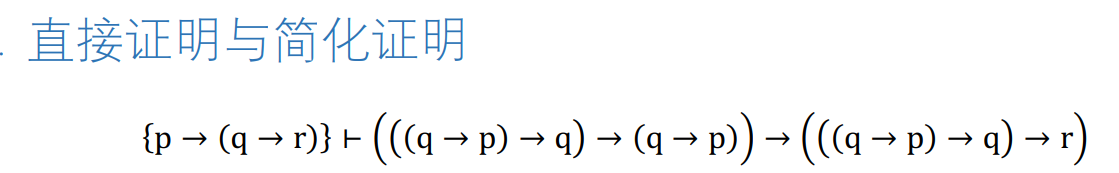 . 直接证明与简化证明
{p → (q → r)} ⊢ ((((q → p) → q) → (q → p)) → (((q → p) → q) → r)